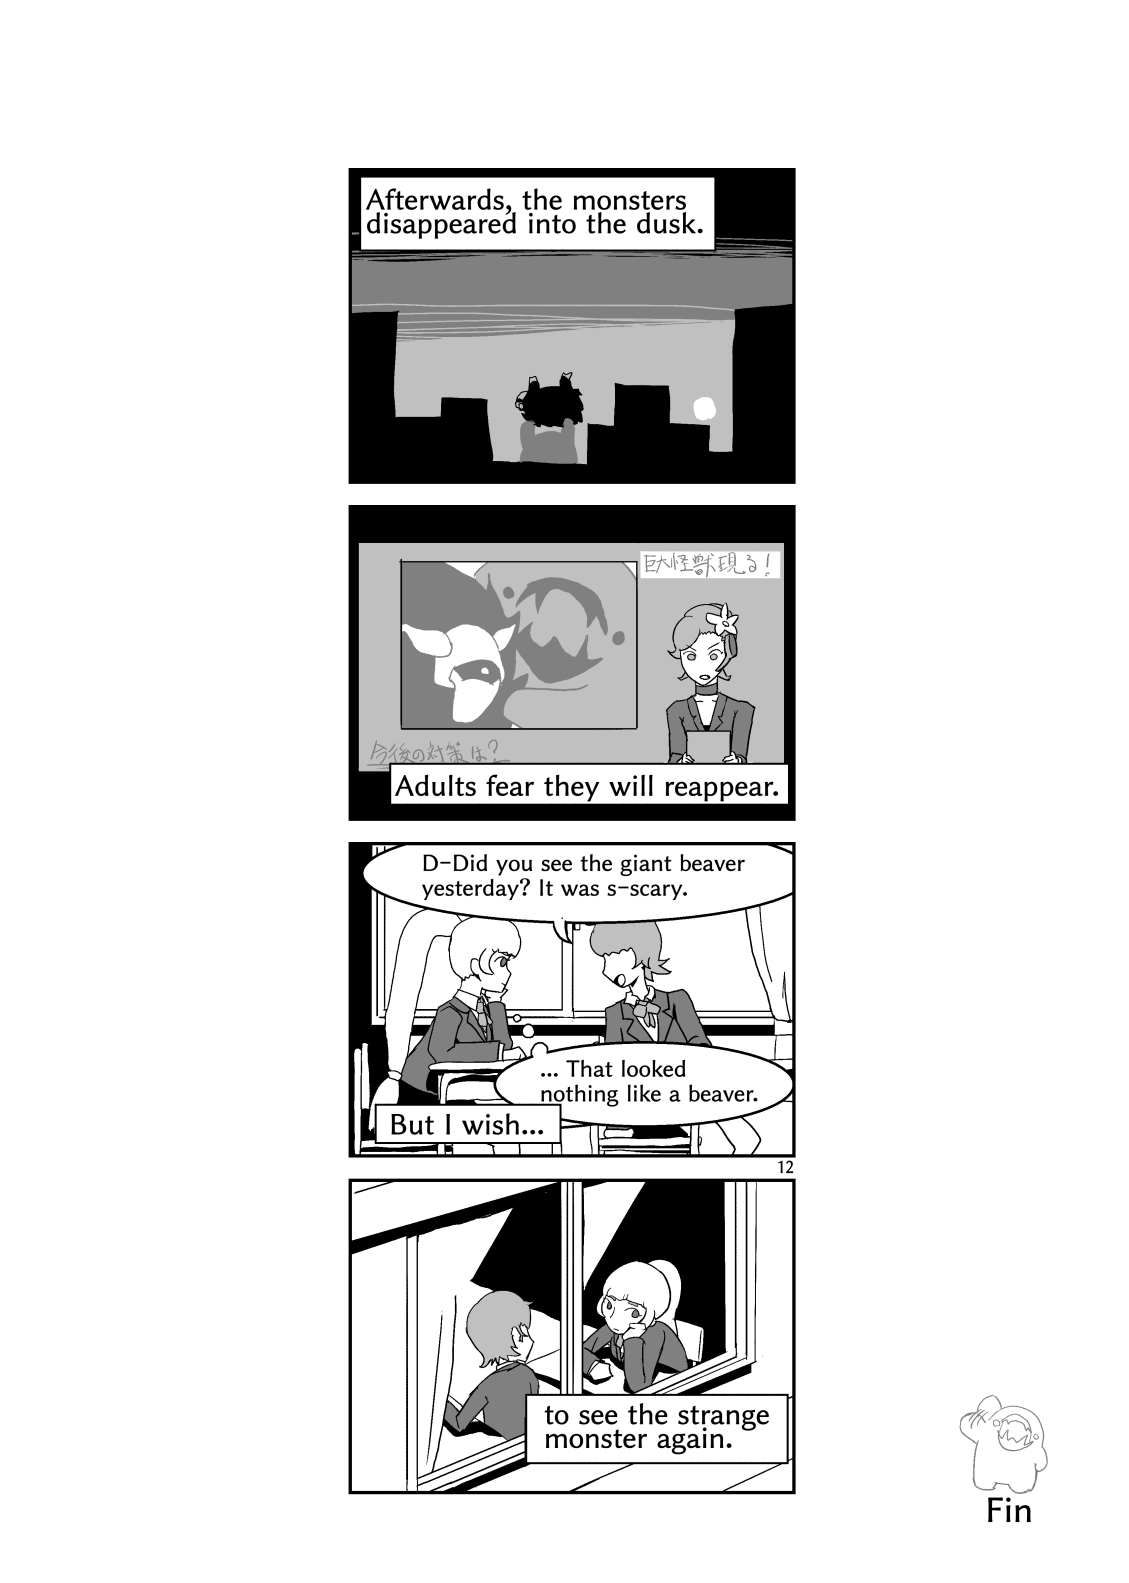 Afterwards, the monsters
disappeared into the dusk.
巨大怪獣現る!
今後の対策は?
Adults fear they will reappear.
D-Did you see the giant beaver
yesterday? It was s-scary.
... That looked
nothing like a beaver.
But I wish...
12
to see the strange
monster again.
Fin